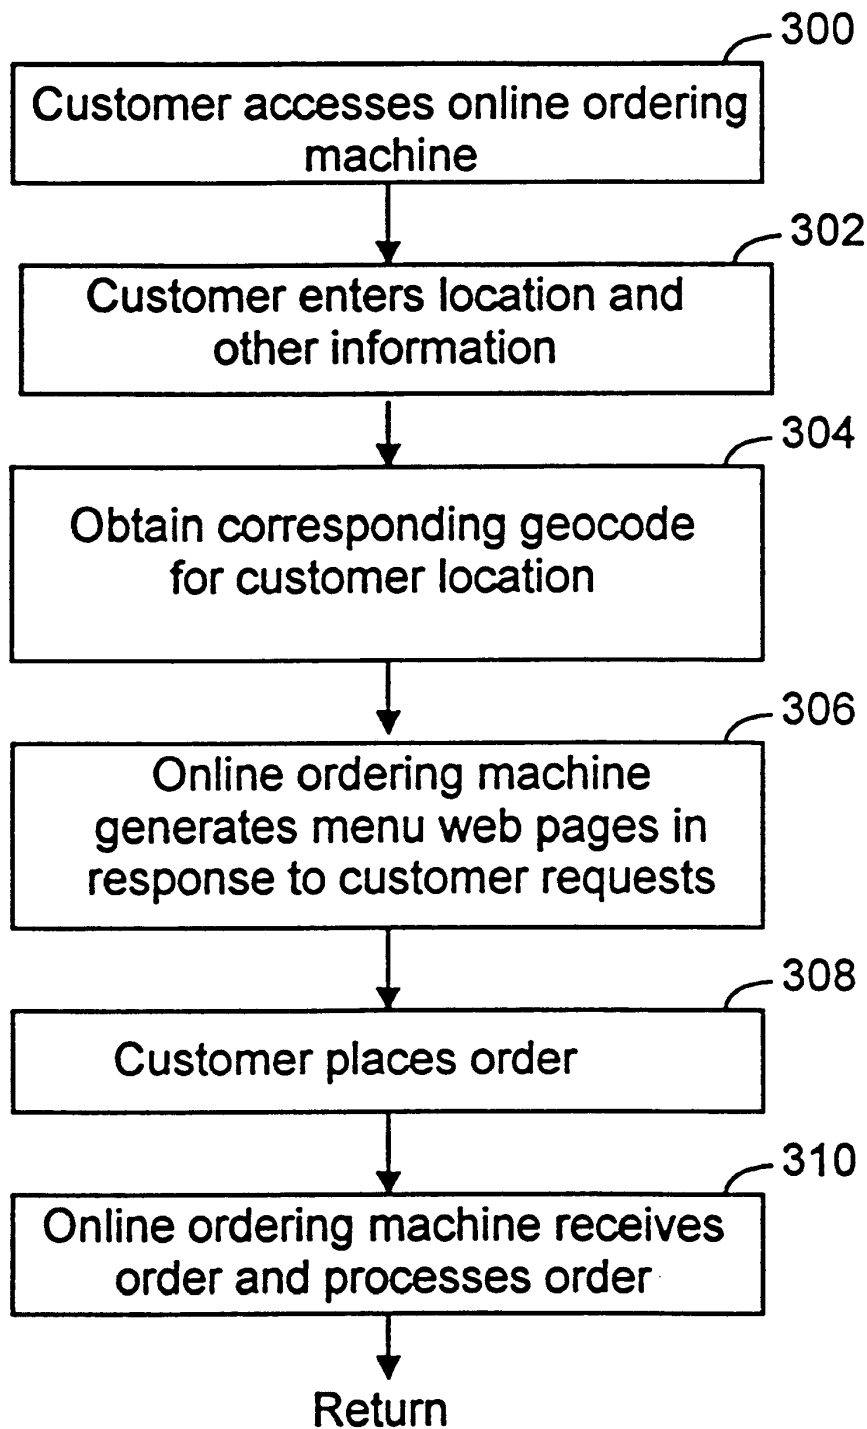 300
Customer accesses online ordering
machine
302
Customer enters location and
other information
304
Obtain corresponding geocode
for customer location
306
Online ordering machine
generates menu web pages in
response to customer requests
308
Customer places order
310
Online ordering machine receives
order and processes order
Return